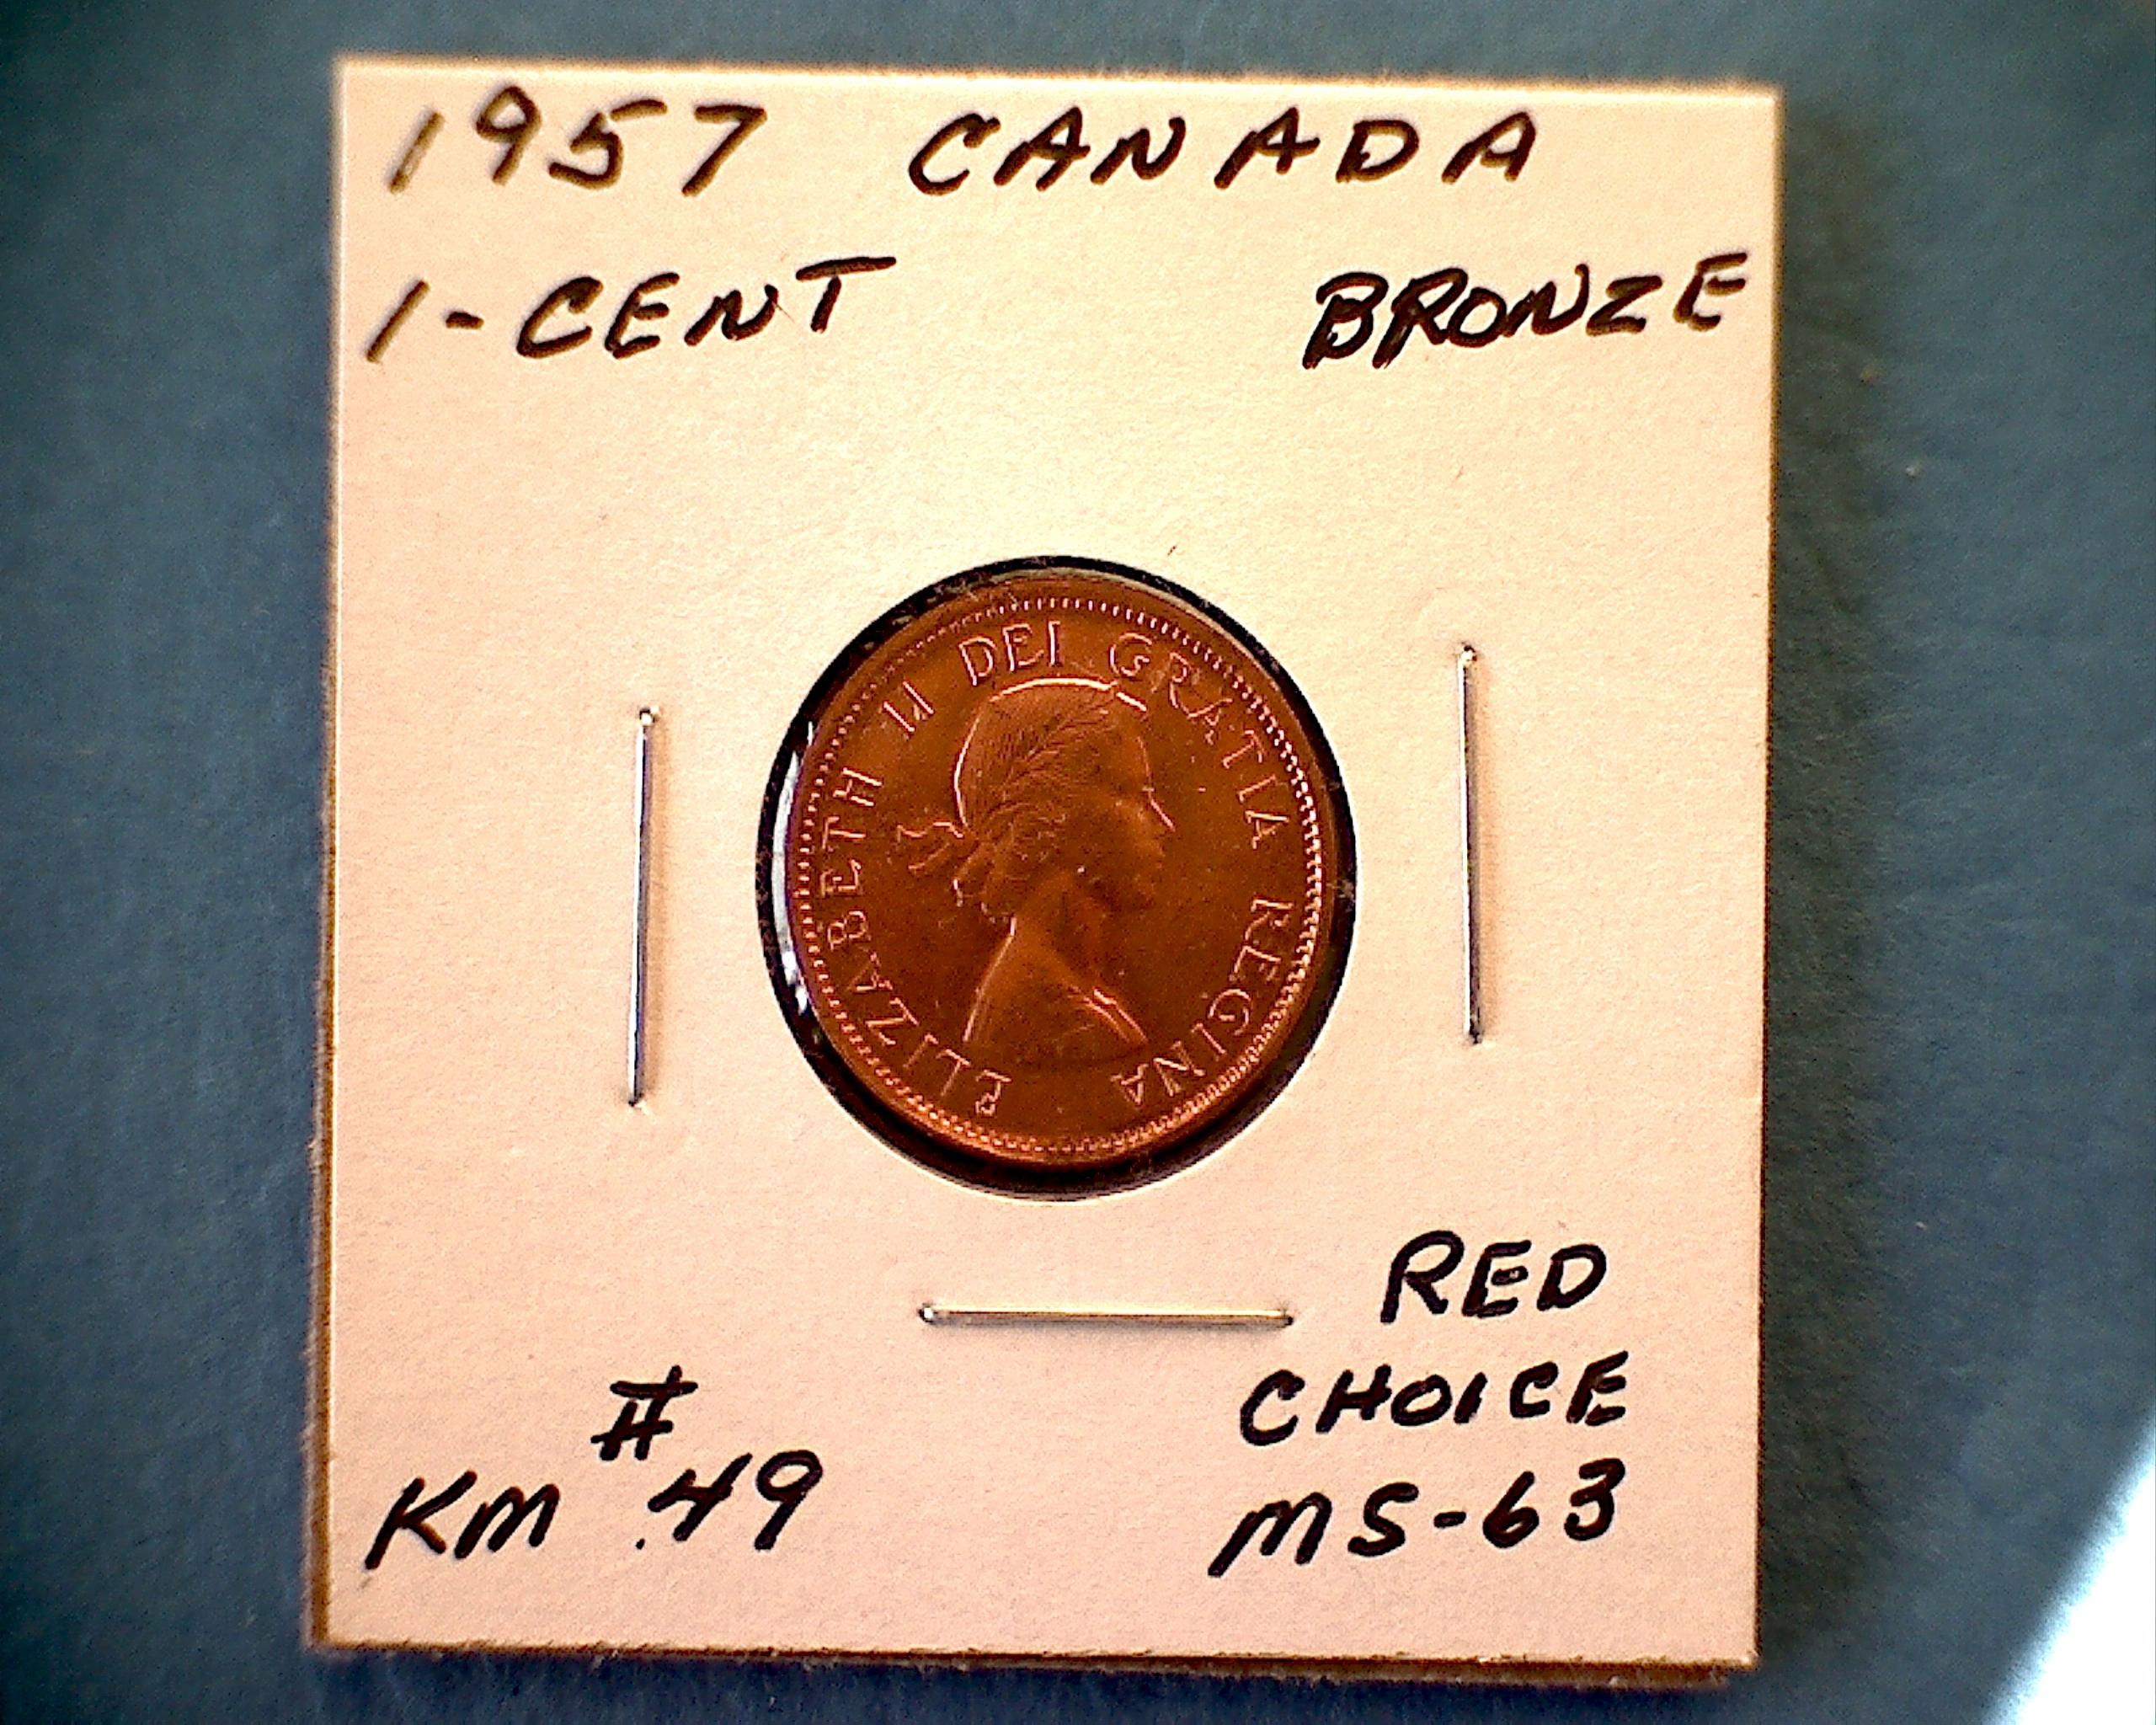 1957 CANADA
1-CENT BRONZE
ELIZABETH II DEI GRATIA REGINA
RED
CHOICE
MS-63
#
KM 49